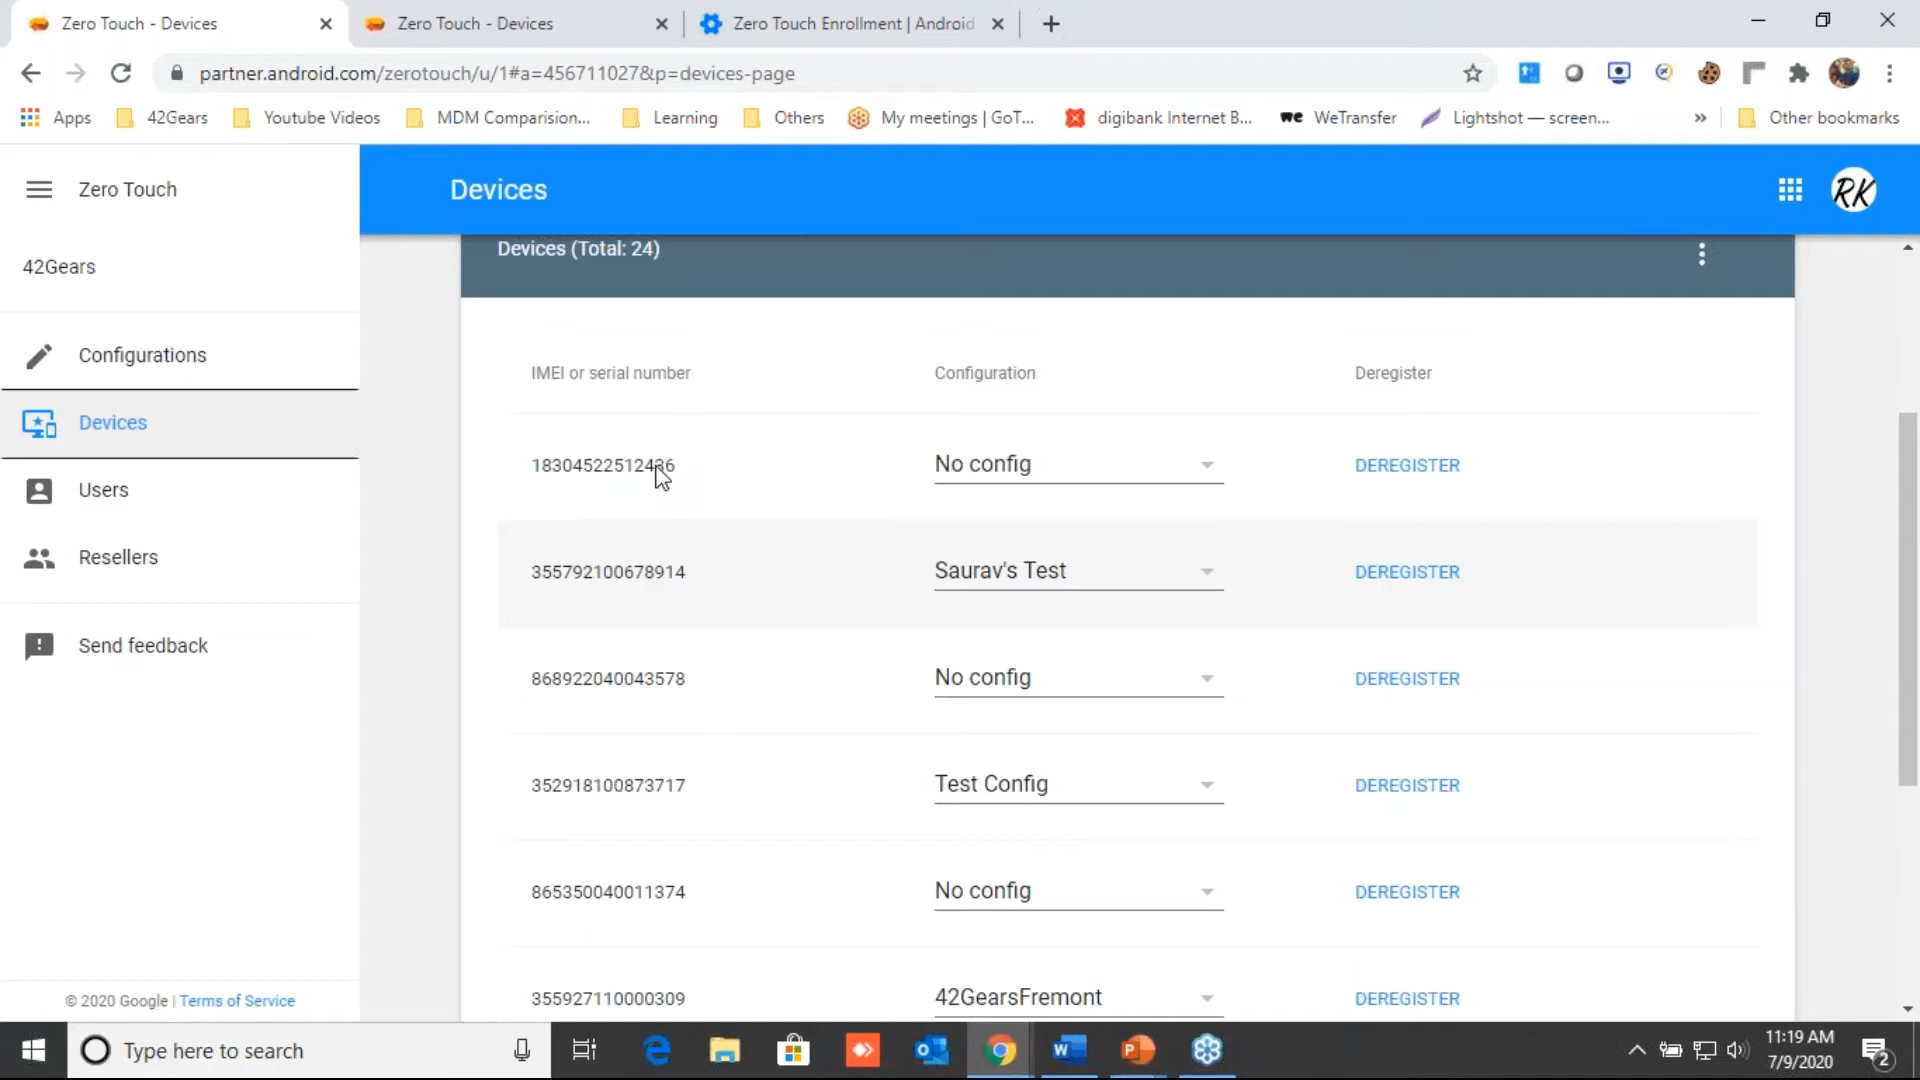 Zero Touch - Devices
Zero Touch - Devices
Zero Touch Enrollment | Android
partner.android.com/zerotouch/u/1#a=456711027&p=devices-page
Apps
42Gears
Youtube Videos
MDM Comparision...
Learning
Others
My meetings | GoT...
digibank Internet B...
we WeTransfer
Lightshot — screen...
»
Other bookmarks
Zero Touch
Devices
RK
42Gears
Configurations
Devices
Users
Resellers
Send feedback
© 2020 Google | Terms of Service
Devices (Total: 24)
IMEI or serial number Configuration Deregister
18304522512436 No config DEREGISTER
355792100678914 Saurav's Test DEREGISTER
868922040043578 No config DEREGISTER
352918100873717 Test Config DEREGISTER
865350040011374 No config DEREGISTER
355927110000309 42GearsFremont DEREGISTER
Type here to search
11:19 AM
7/9/2020
2